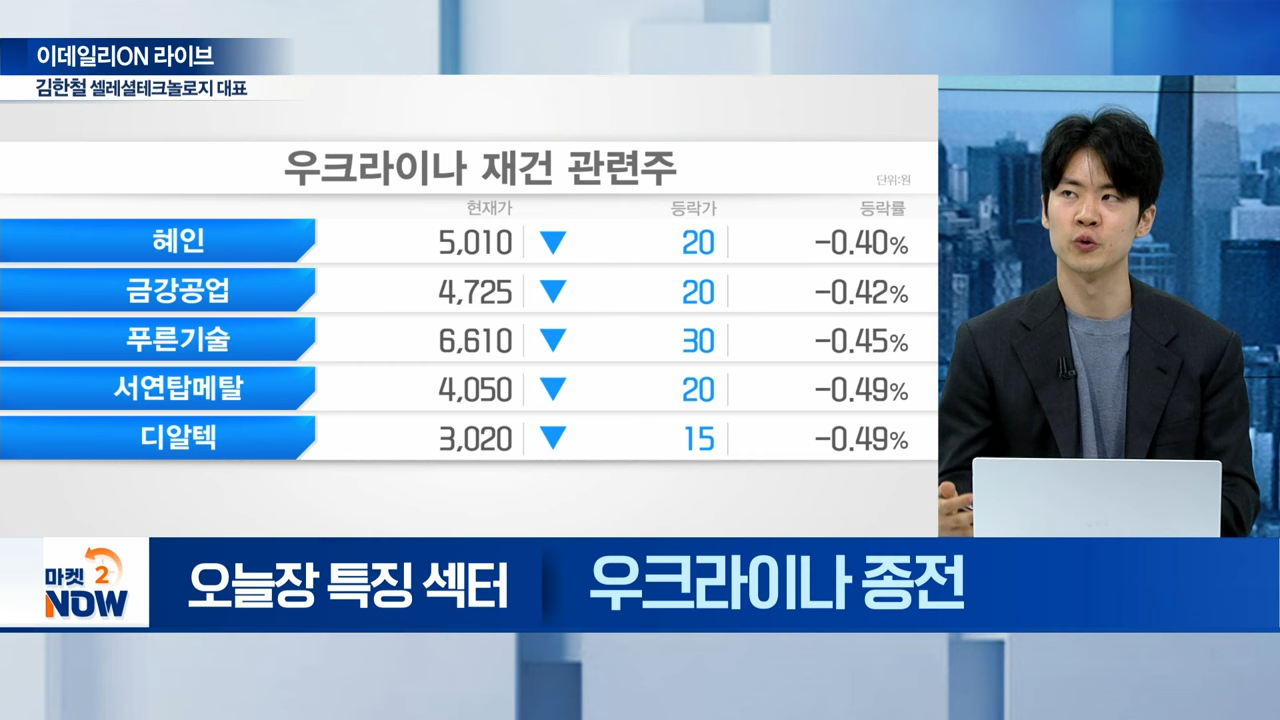 이데일리ON 라이브
김한철 셀레셜테크놀로지 대표
우크라이나 재건 관련주
단위:원
현재가 등락가 등락률
혜인 5,010 ▼ 20 -0.40%
금강공업 4,725 ▼ 20 -0.42%
푸른기술 6,610 ▼ 30 -0.45%
서연탑메탈 4,050 ▼ 20 -0.49%
디알텍 3,020 ▼ 15 -0.49%
마켓 2
NOW
오늘장 특징 섹터 우크라이나 종전